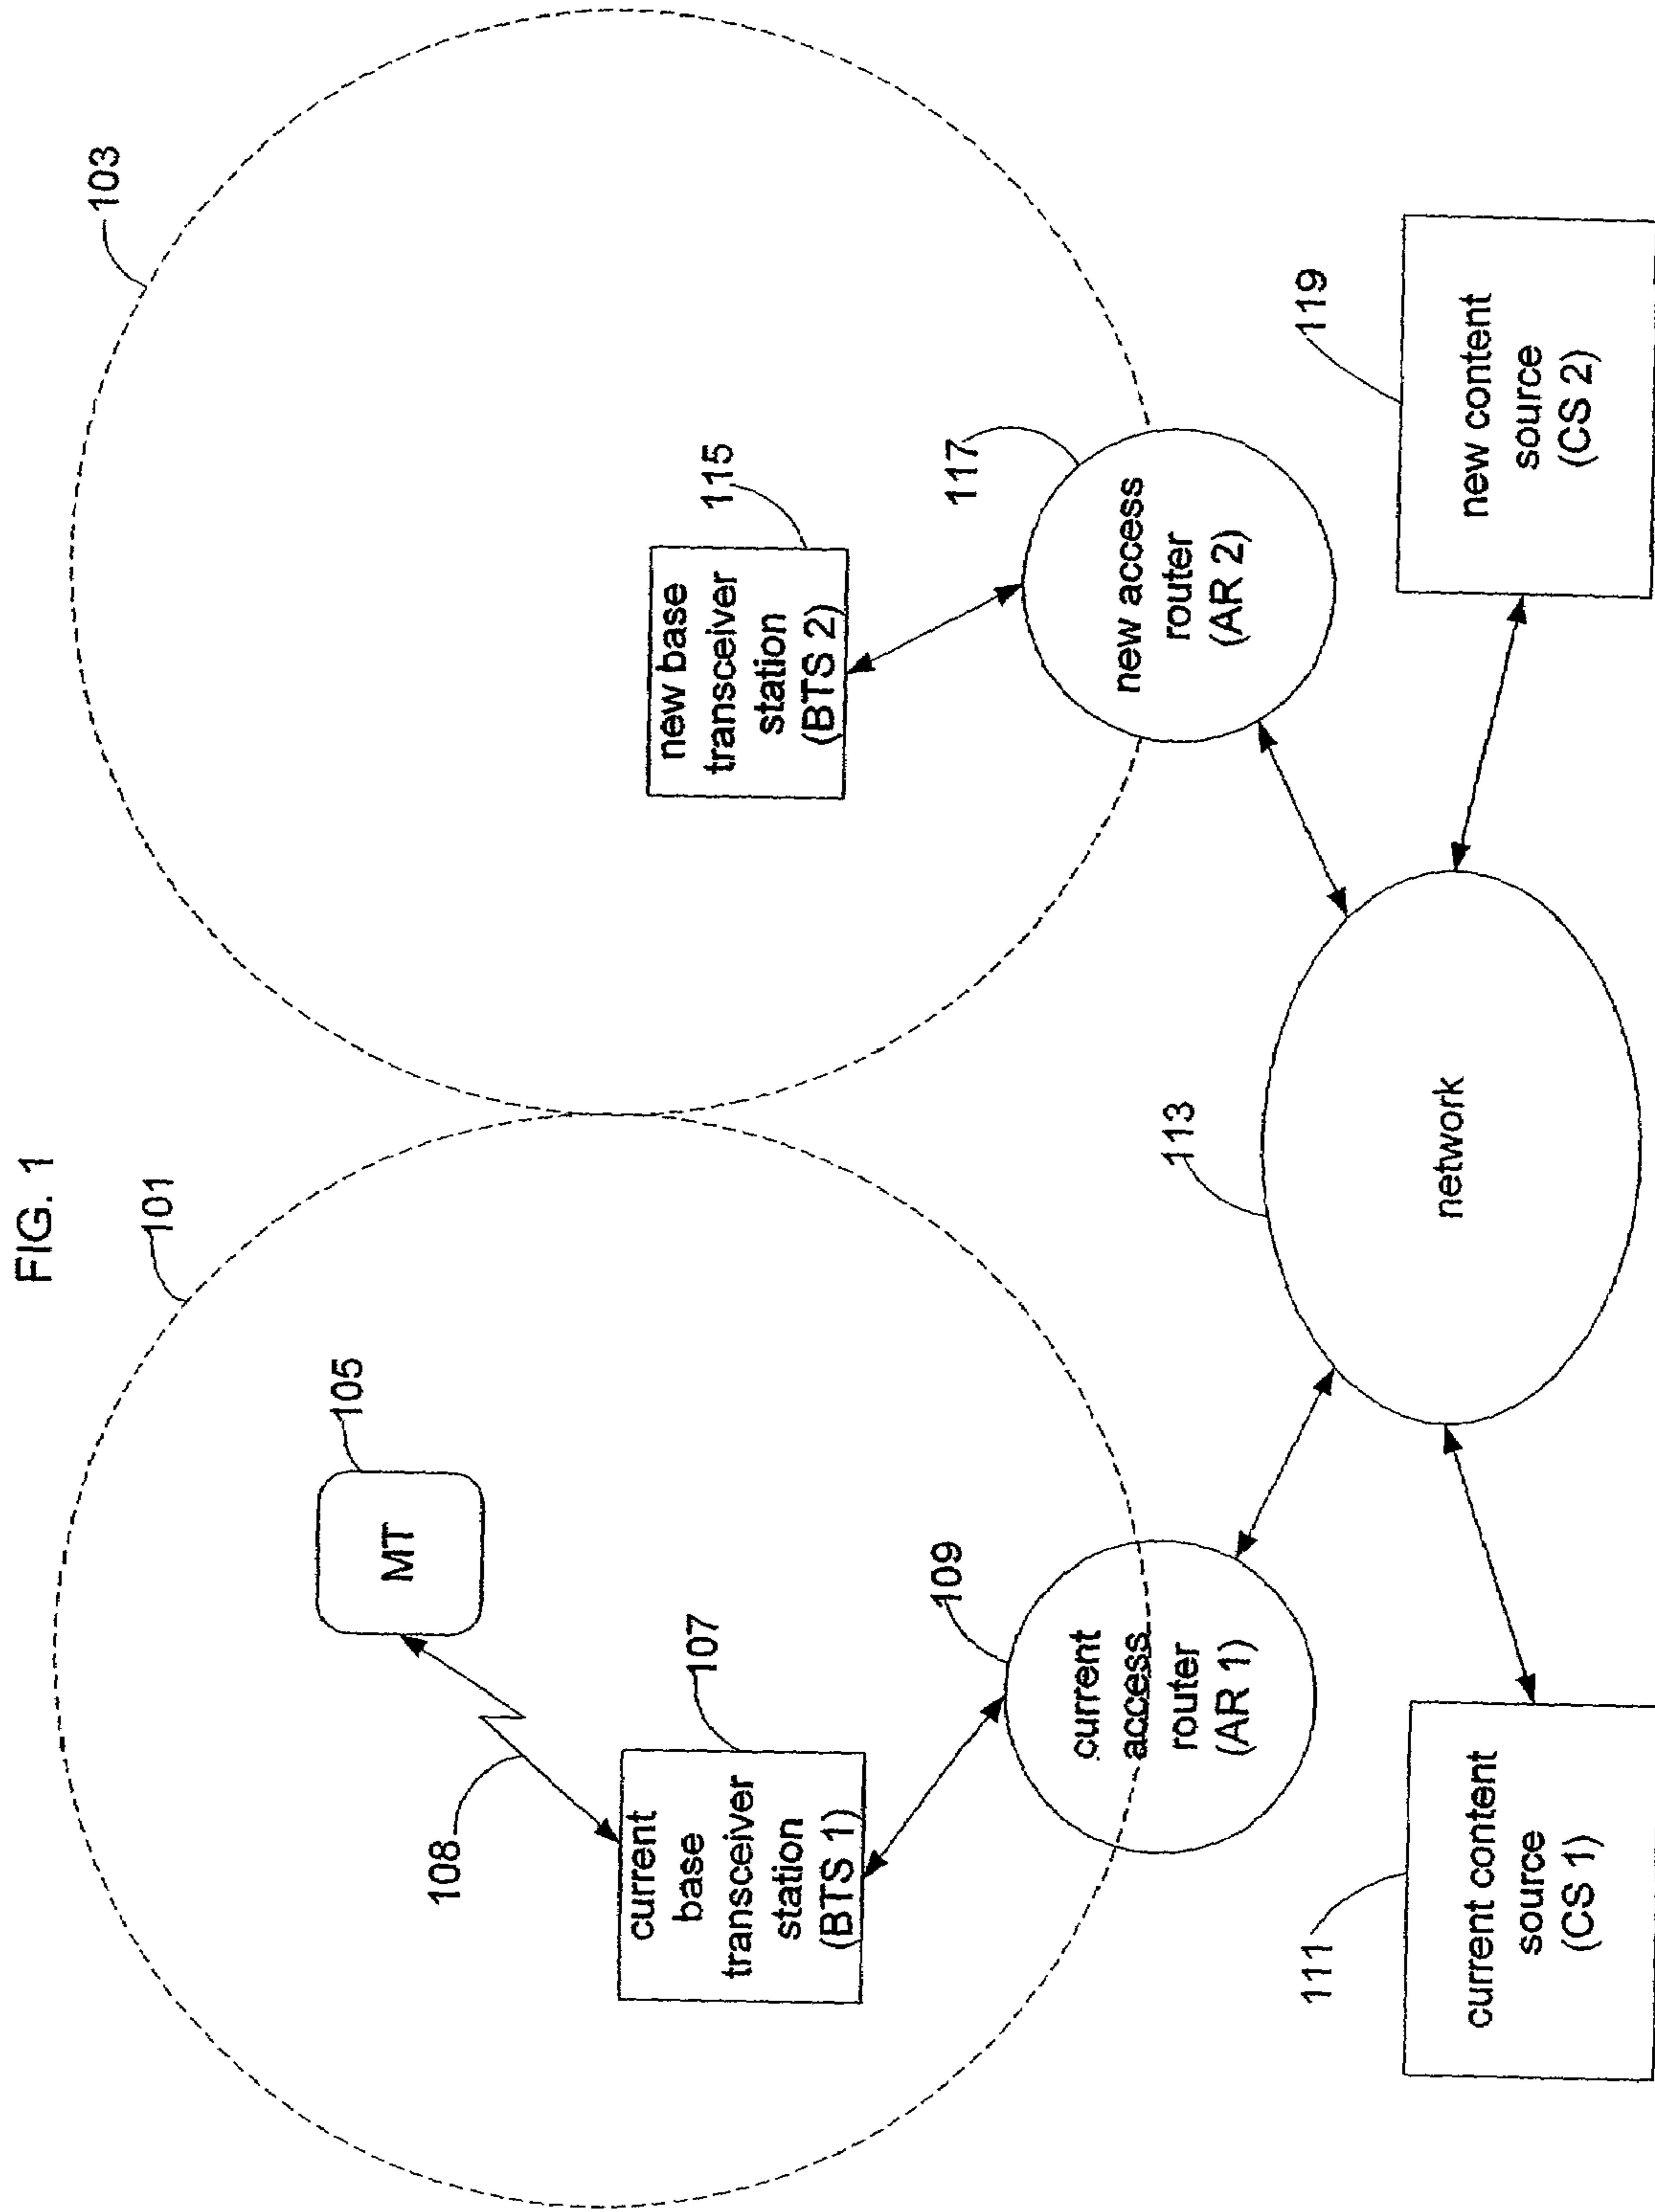 FIG. 1
101
103
105
MT
108
107
current
base
transceiver
station
(BTS 1)
115
new base
transceiver
station
(BTS 2)
109
current
access
router
(AR 1)
117
new access
router
(AR 2)
113
network
111
current content
source
(CS 1)
119
new content
source
(CS 2)